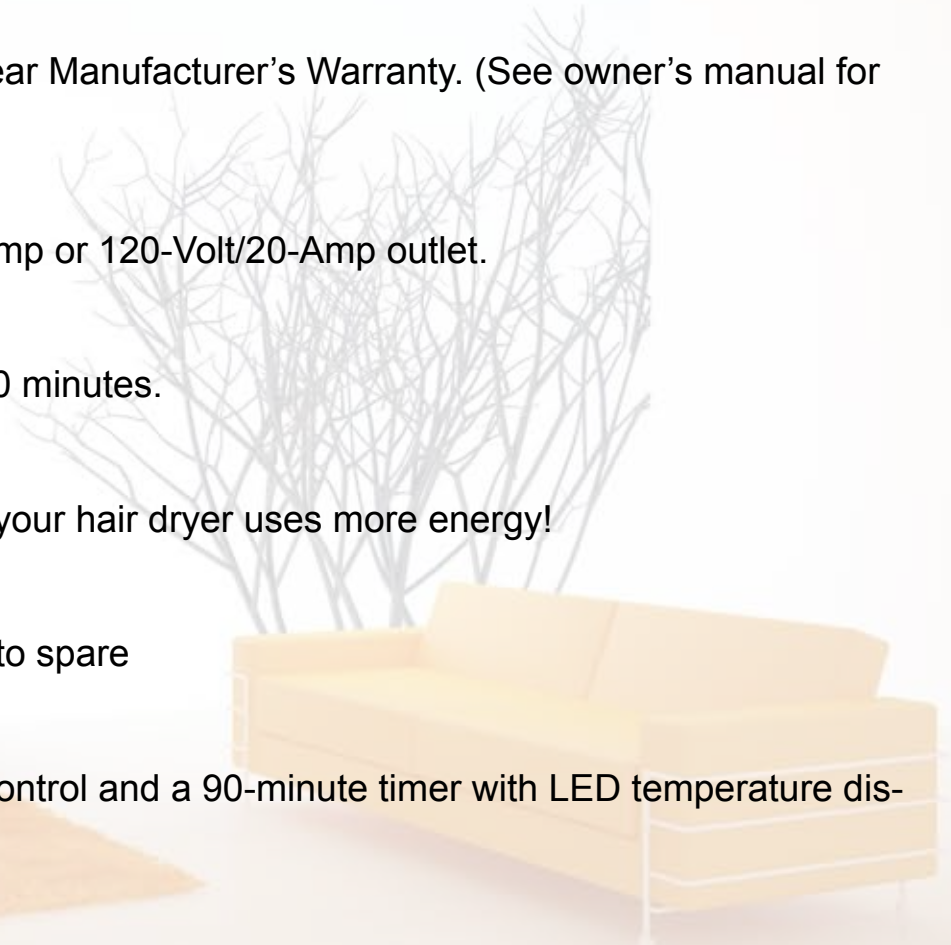 ear Manufacturer’s Warranty. (See owner’s manual for
mp or 120-Volt/20-Amp outlet.
0 minutes.
your hair dryer uses more energy!
to spare
ontrol and a 90-minute timer with LED temperature dis-